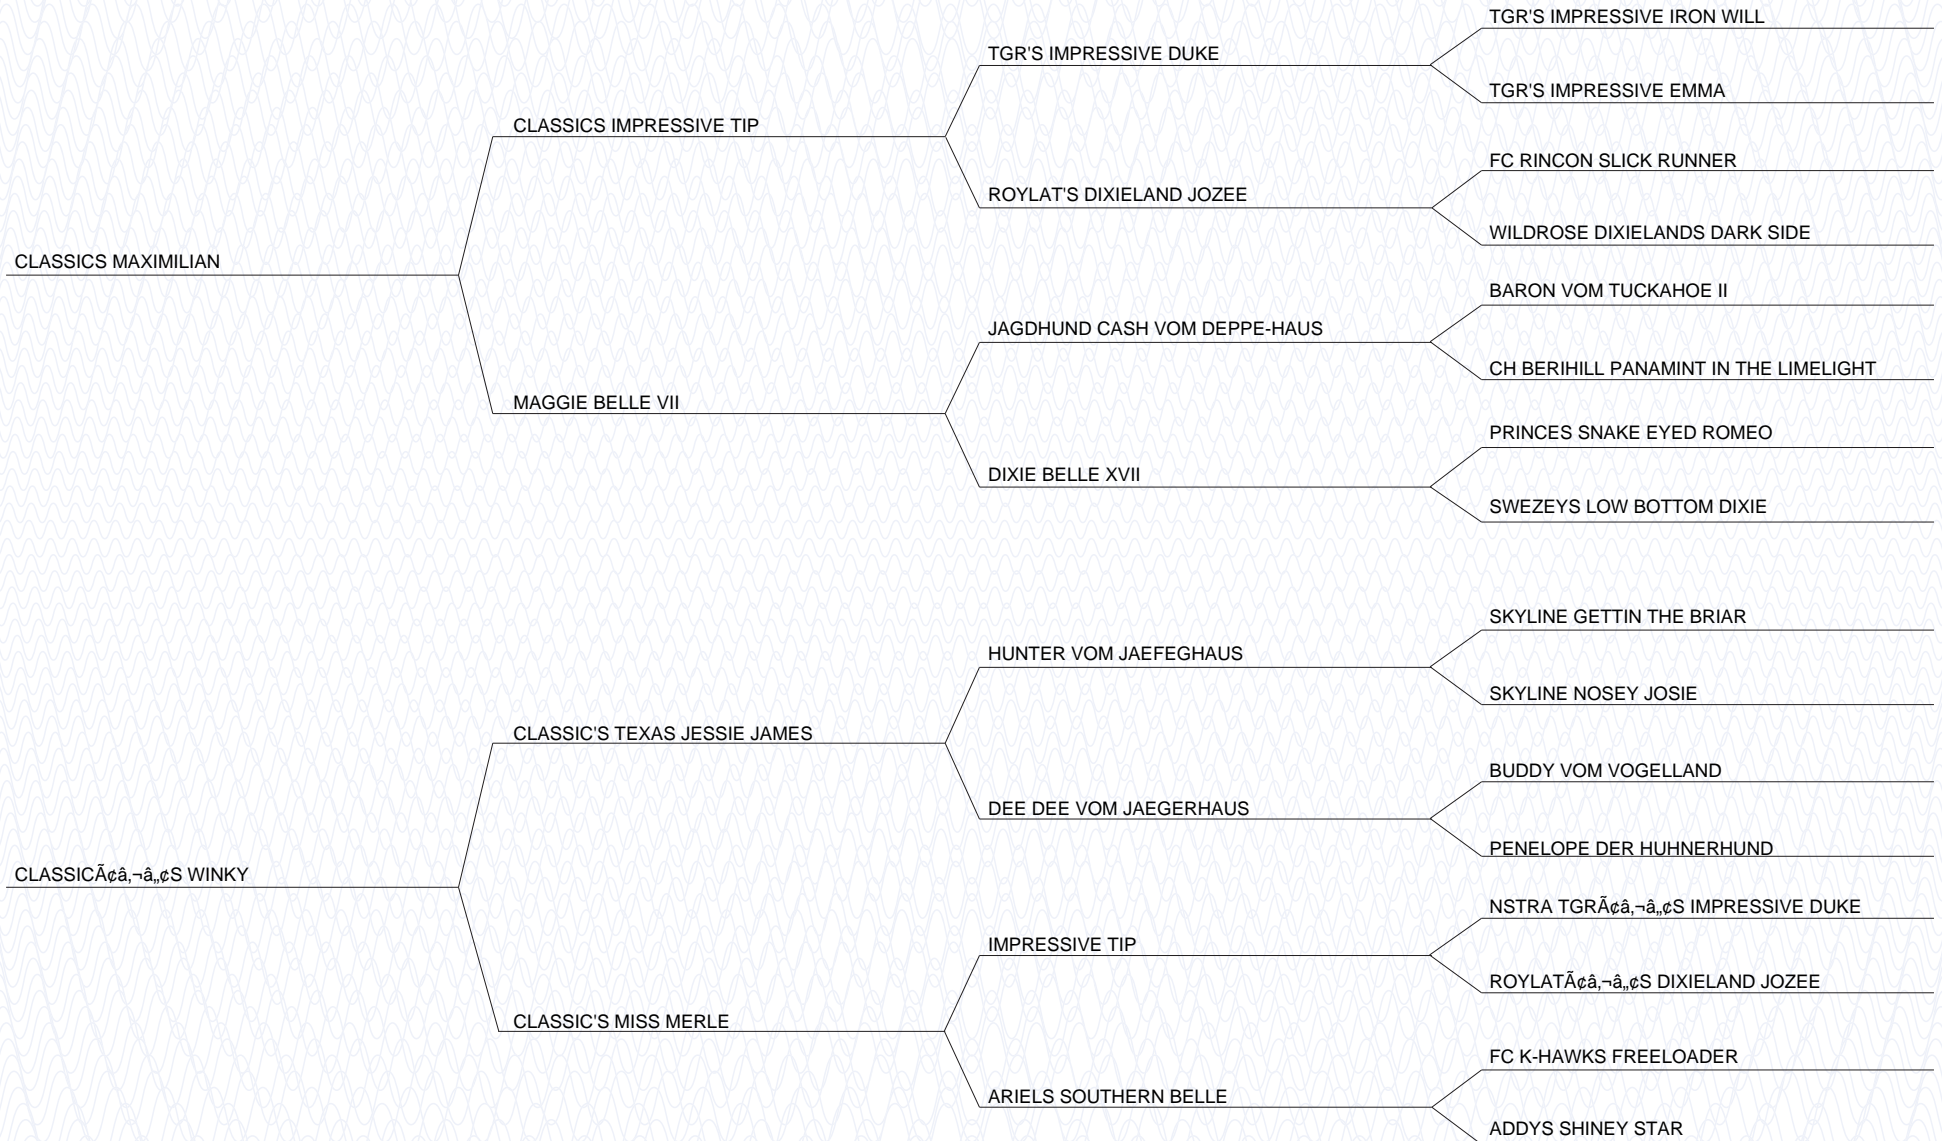 TGR'S IMPRESSIVE IRON WILL
TGR'S IMPRESSIVE DUKE
TGR'S IMPRESSIVE EMMA
CLASSICS IMPRESSIVE TIP
FC RINCON SLICK RUNNER
ROYLAT'S DIXIELAND JOZEE
WILDROSE DIXIELANDS DARK SIDE
CLASSICS MAXIMILIAN
BARON VOM TUCKAHOE II
JAGDHUND CASH VOM DEPPE-HAUS
CH BERIHILL PANAMINT IN THE LIMELIGHT
MAGGIE BELLE VII
PRINCES SNAKE EYED ROMEO
DIXIE BELLE XVII
SWEZEYS LOW BOTTOM DIXIE
SKYLINE GETTIN THE BRIAR
HUNTER VOM JAEFEGHAUS
SKYLINE NOSEY JOSIE
CLASSIC'S TEXAS JESSIE JAMES
BUDDY VOM VOGELLAND
DEE DEE VOM JAEGERHAUS
PENELOPE DER HUHNERHUND
CLASSICÃ¢â‚¬â„¢S WINKY
NSTRA TGRÃ¢â‚¬â„¢S IMPRESSIVE DUKE
IMPRESSIVE TIP
ROYLATÃ¢â‚¬â„¢S DIXIELAND JOZEE
CLASSIC'S MISS MERLE
FC K-HAWKS FREELOADER
ARIELS SOUTHERN BELLE
ADDYS SHINEY STAR